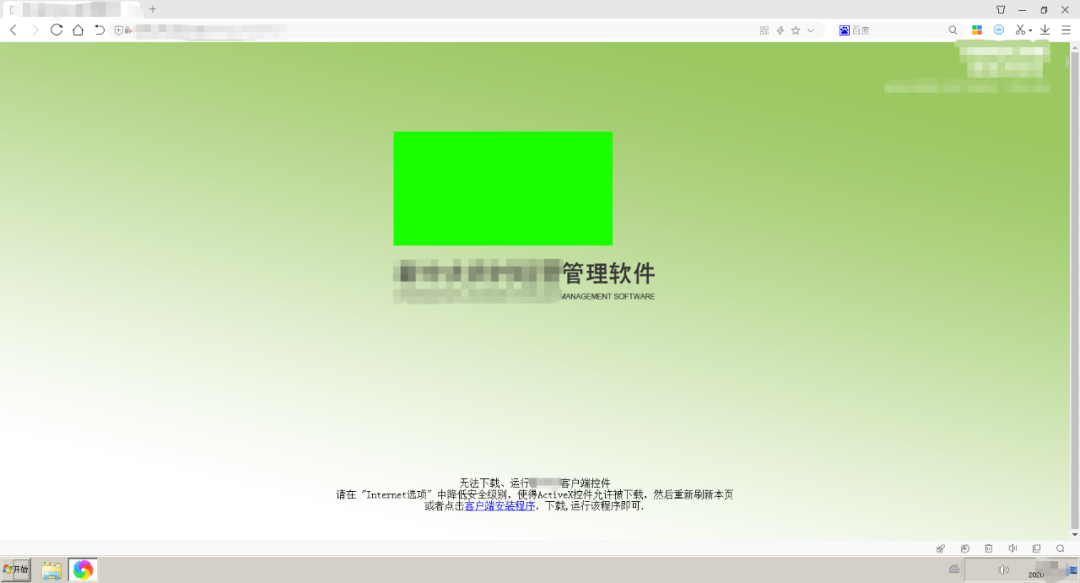 百度
管理软件
MANAGEMENT SOFTWARE
无法下载、运行 客户端控件
请在 "Internet选项" 中降低安全级别，使得ActiveX控件允许被下载，然后重新刷新本页
或者点击客户端安装程序，下载,运行该程序即可.
开始
2020